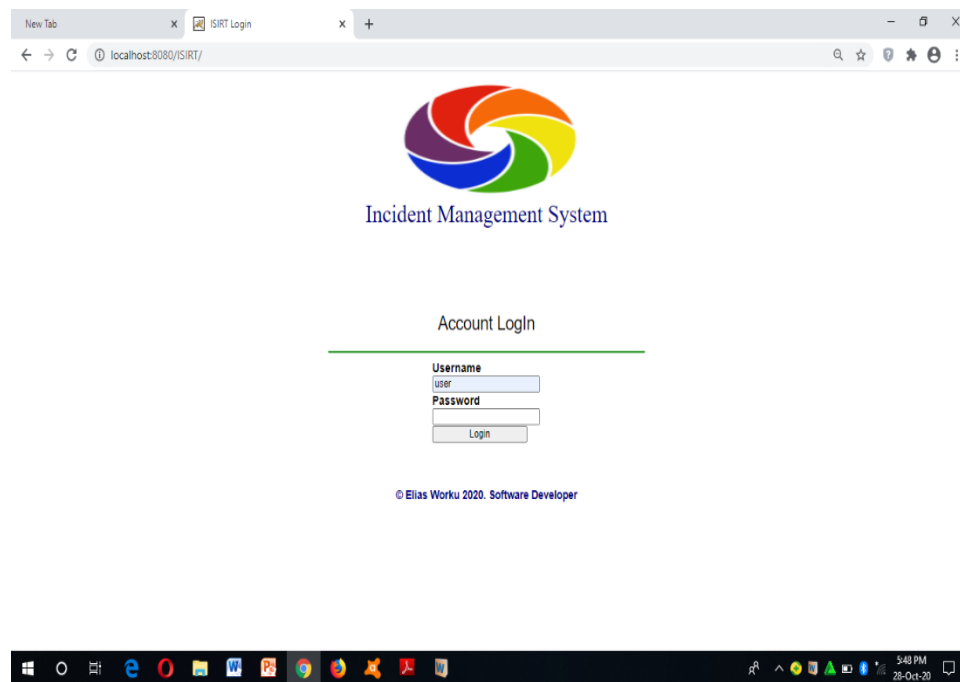 New Tab
ISIRT Login
localhost:8080/ISIRT/
Incident Management System
Account LogIn
Username
user
Password
Login
© Elias Worku 2020. Software Developer
5:48 PM
28-Oct-20